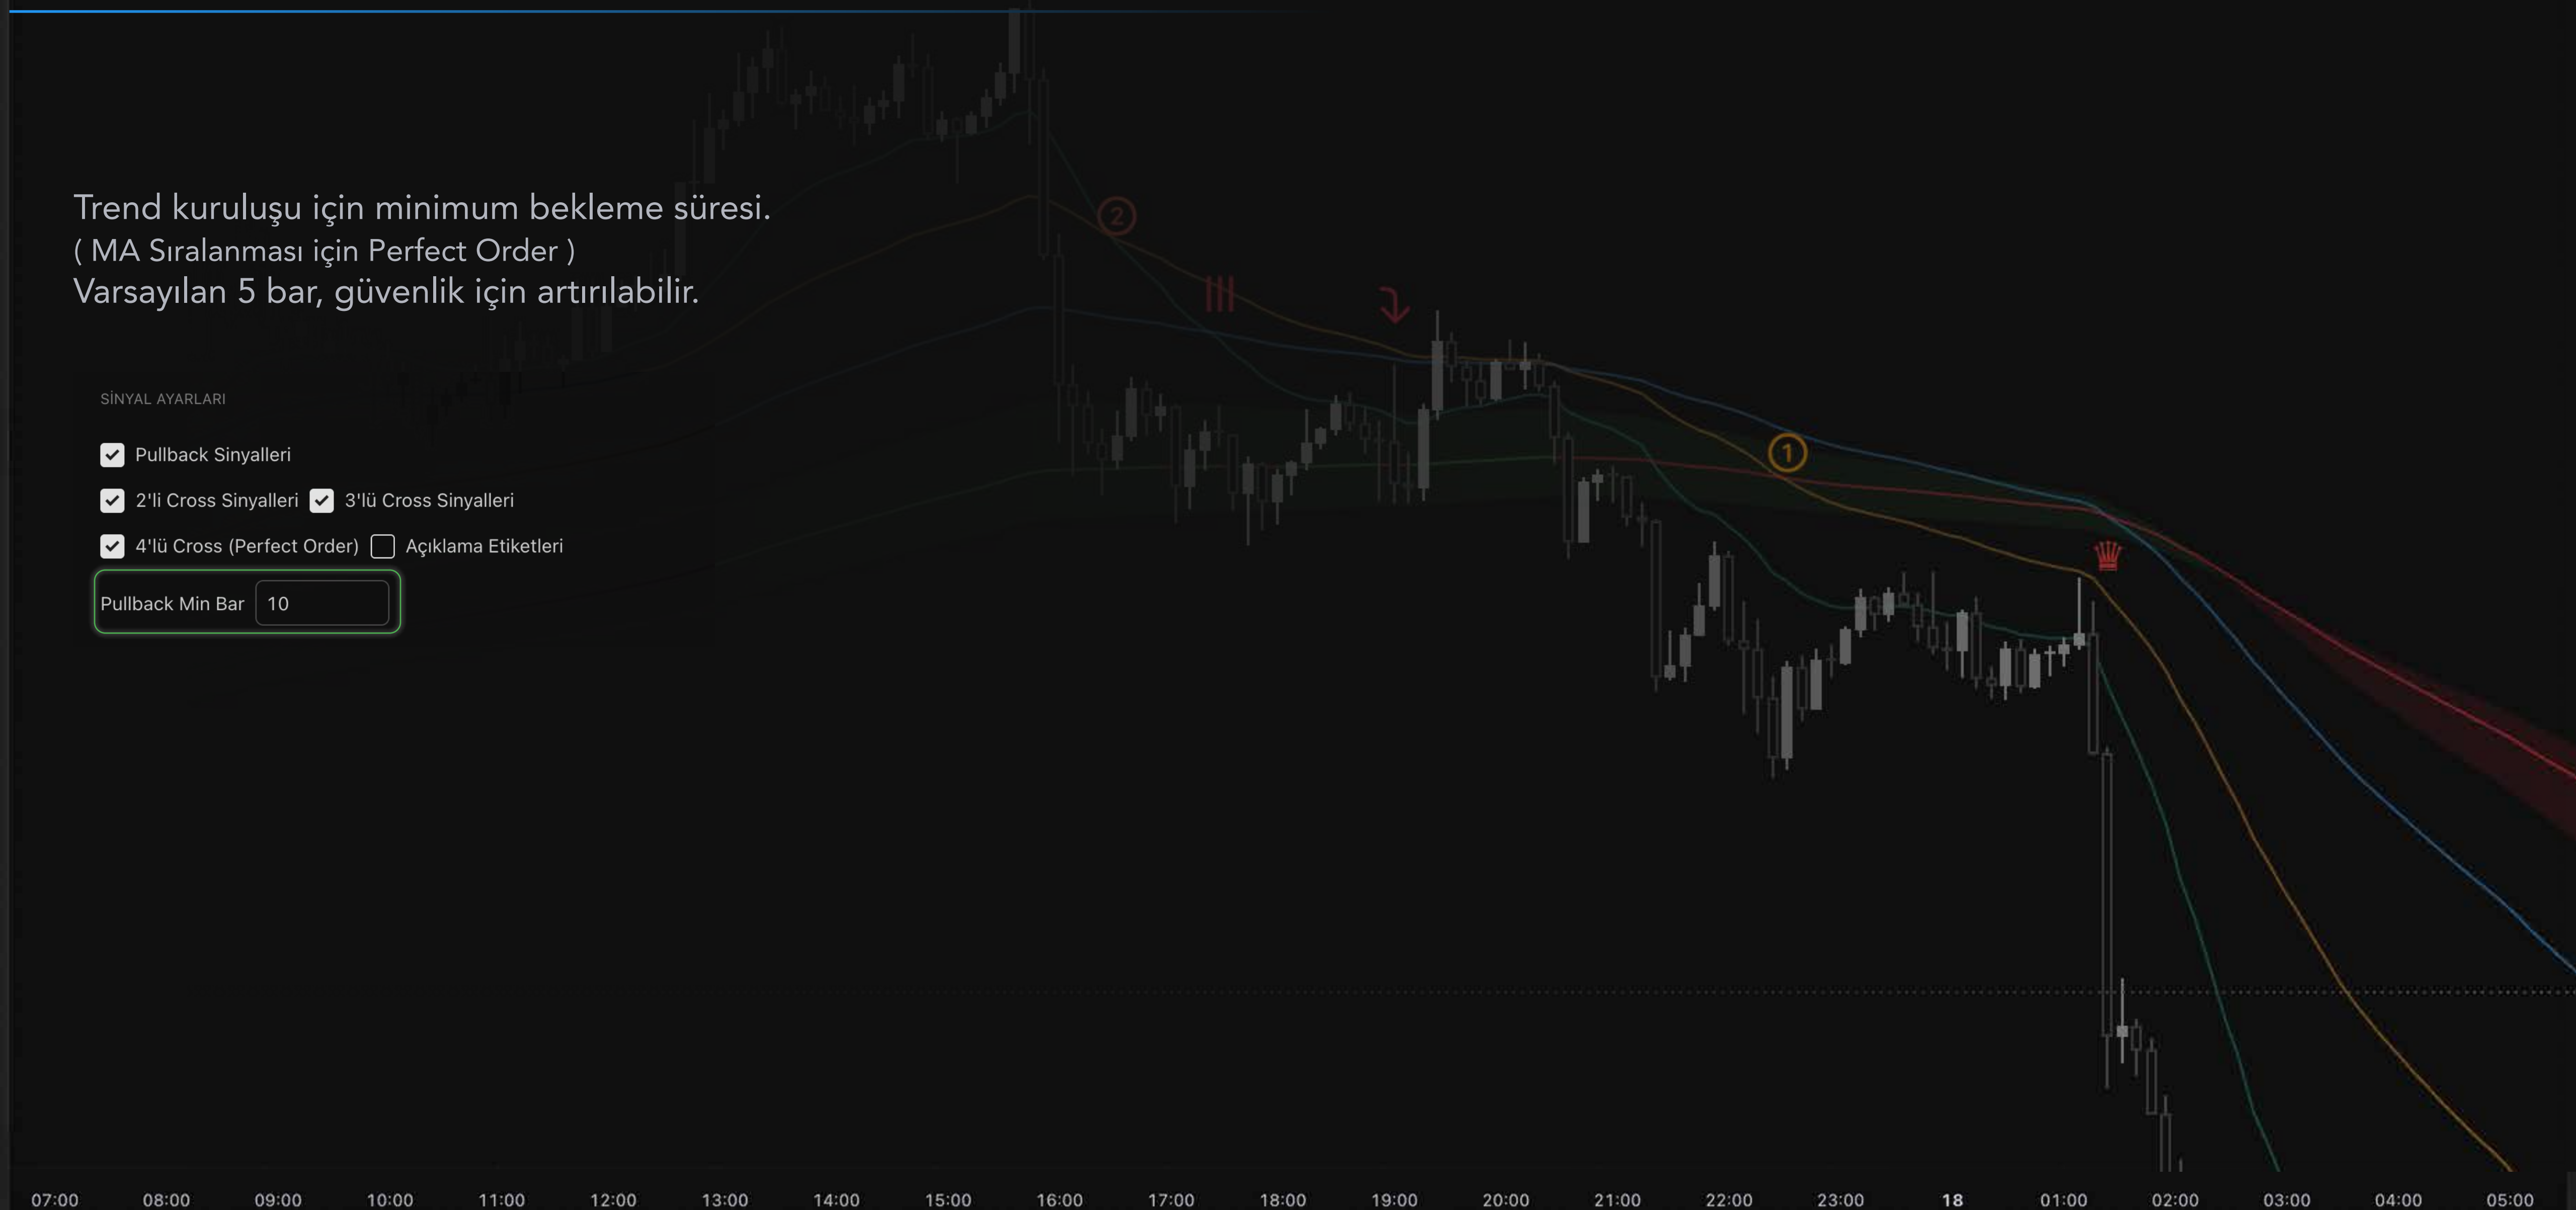 Trend kuruluşu için minimum bekleme süresi.
( MA Sıralanması için Perfect Order )
Varsayılan 5 bar, güvenlik için artırılabilir.
SİNYAL AYARLARI
Pullback Sinyalleri
2'li Cross Sinyalleri 3'lü Cross Sinyalleri
4'lü Cross (Perfect Order) Açıklama Etiketleri
Pullback Min Bar 10
2
1
07:00 08:00 09:00 10:00 11:00 12:00 13:00 14:00 15:00 16:00 17:00 18:00 19:00 20:00 21:00 22:00 23:00 18 01:00 02:00 03:00 04:00 05:00